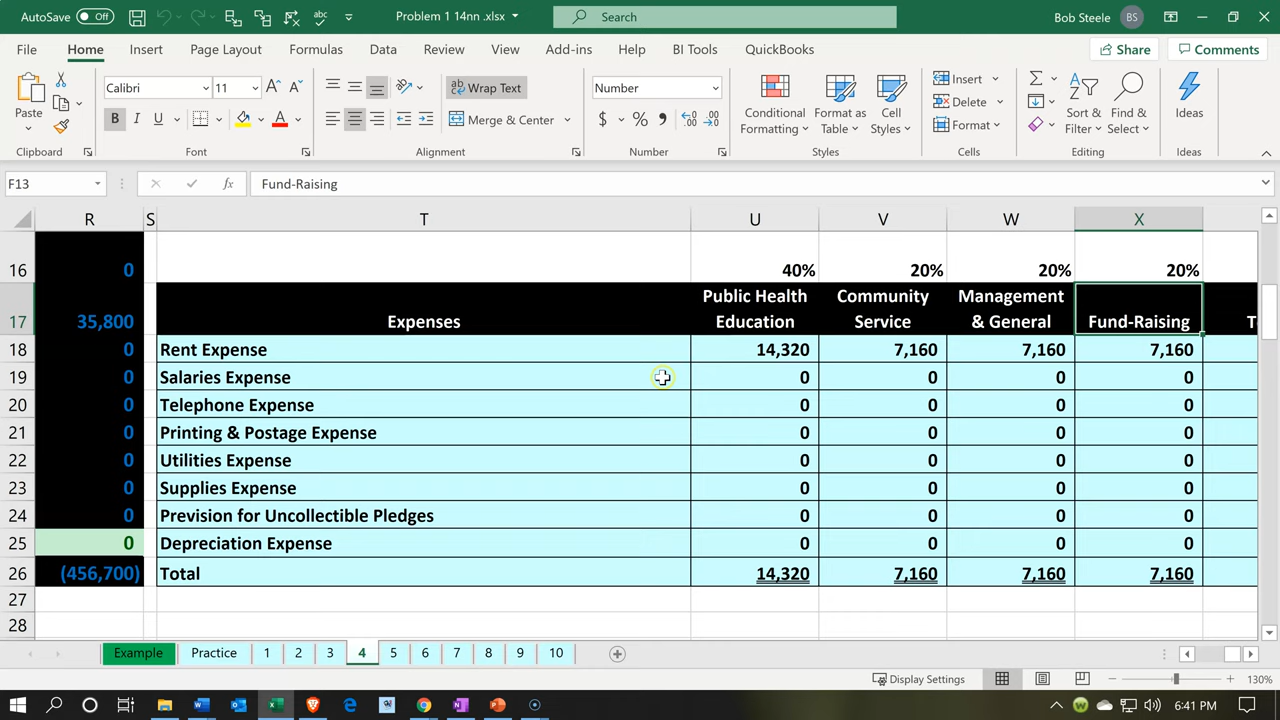 AutoSave Off Problem 1 14nn .xlsx Search Bob Steele BS
File Home Insert Page Layout Formulas Data Review View Add-ins Help BI Tools QuickBooks Share Comments
Paste Calibri 11 Wrap Text Number Insert
B I U Merge & Center $ % Conditional Formatting Format as Table Cell Styles Delete Format Sort & Filter Find & Select Ideas
Clipboard Font Alignment Number Styles Cells Editing Ideas
F13 fx Fund-Raising
R S T U V W X
16 0 40% 20% 20% 20%
17 35,800 Expenses Public Health Education Community Service Management & General Fund-Raising
18 0 Rent Expense 14,320 7,160 7,160 7,160
19 0 Salaries Expense 0 0 0 0
20 0 Telephone Expense 0 0 0 0
21 0 Printing & Postage Expense 0 0 0 0
22 0 Utilities Expense 0 0 0 0
23 0 Supplies Expense 0 0 0 0
24 0 Prevision for Uncollectible Pledges 0 0 0 0
25 0 Depreciation Expense 0 0 0 0
26 (456,700) Total 14,320 7,160 7,160 7,160
27
28
Example Practice 1 2 3 4 5 6 7 8 9 10
Display Settings 130%
6:41 PM